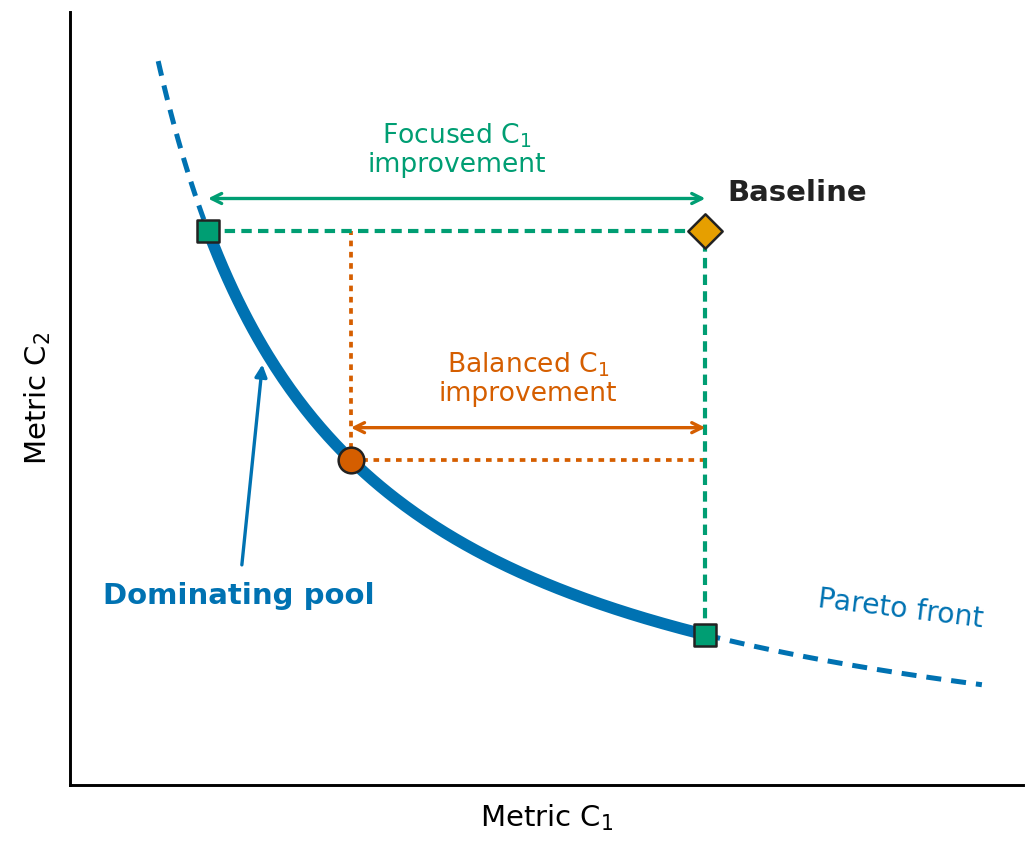 Focused C₁
improvement
Baseline
Balanced C₁
improvement
Metric C₂
Dominating pool
Pareto front
Metric C₁